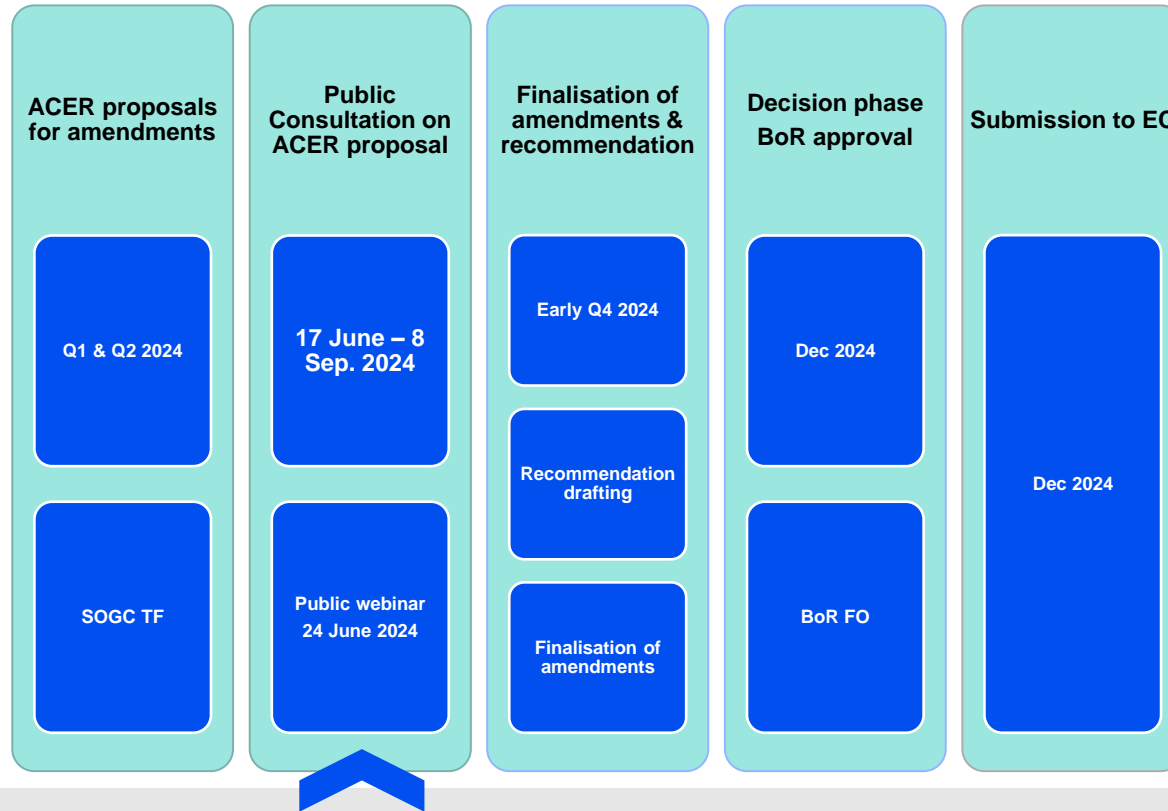 ACER proposals
for amendments
Q1 & Q2 2024
SOGC TF
Public
Consultation on
ACER proposal
17 June – 8
Sep. 2024
Public webinar
24 June 2024
Finalisation of
amendments &
recommendation
Early Q4 2024
Recommendation
drafting
Finalisation of
amendments
Decision phase
BoR approval
Dec 2024
BoR FO
Submission to EC
Dec 2024